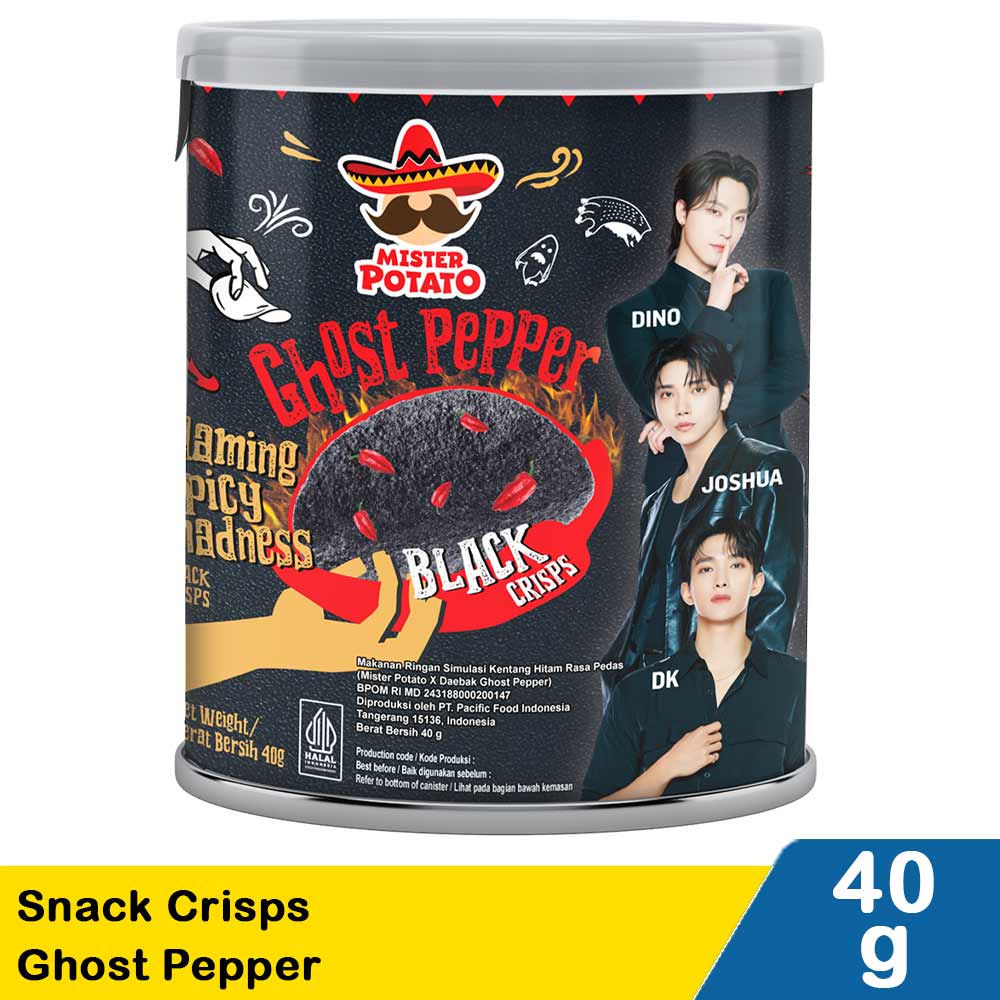 MISTER
POTATO
Ghost Pepper
DINO
JOSHUA
DK
laming
picy
adness
BLACK
CRISPS
ACK
SPS
Makanan Ringan Simulasi Kentang Hitam Rasa Pedas
(Mister Potato X Daebak Ghost Pepper)
BPOM RI MD 243188000200147
Diproduksi oleh PT. Pacific Food Indonesia
Tangerang 15136, Indonesia
Berat Bersih 40 g
et Weight/
erat Bersih 40g
HALAL
INDONESIA
Production code / Kode Produksi :
Best before / Baik digunakan sebelum :
Refer to bottom of canister / Lihat pada bagian bawah kemasan
Snack Crisps
Ghost Pepper
40
g